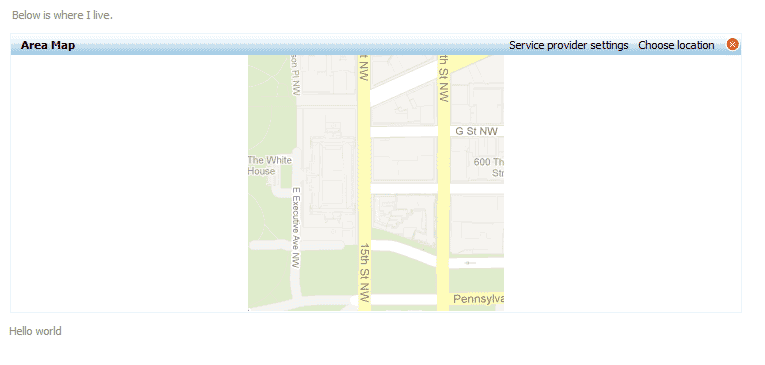 Below is where I live.
Area Map Service provider settings Choose location
son Pl NW
t NW
th St NW
G St NW
The White
House
600 Th
Str
E Executive Ave NW
15th St NW
Pennsylva
Hello world